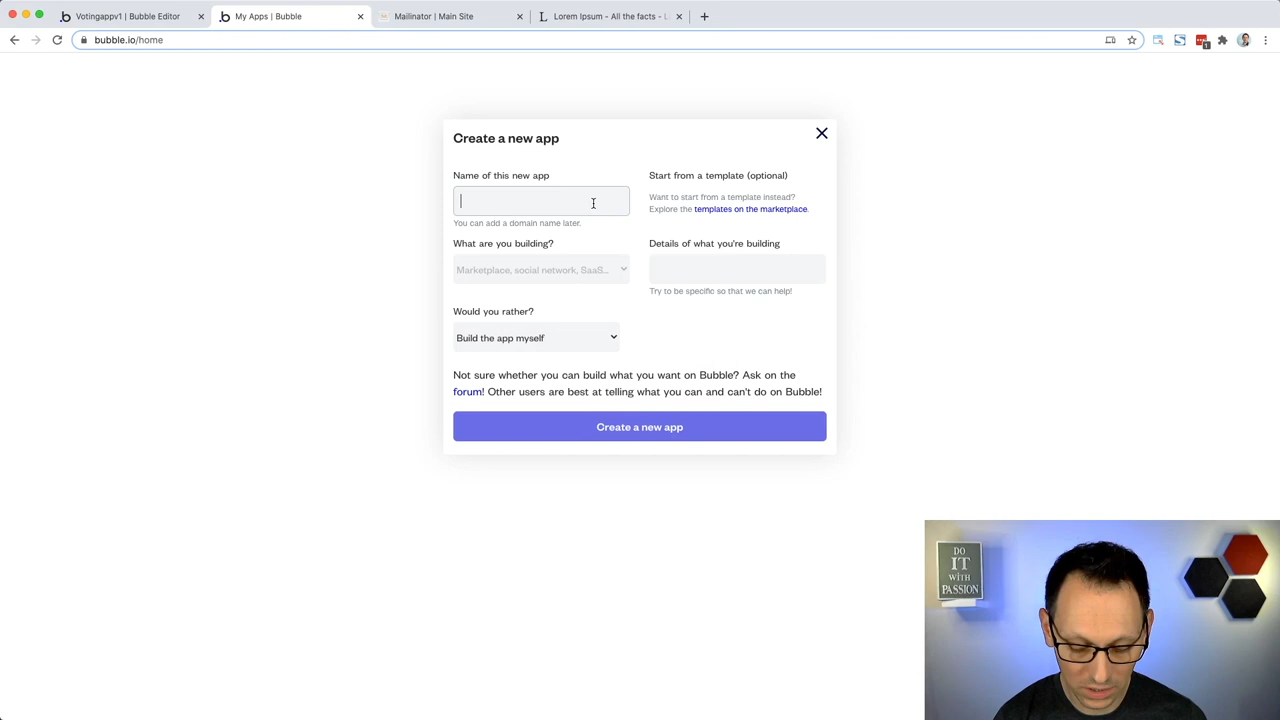 Votingappv1 | Bubble Editor
My Apps | Bubble
Mailinator | Main Site
Lorem Ipsum - All the facts - L
bubble.io/home
1
Create a new app
Name of this new app
Start from a template (optional)
Want to start from a template instead?
Explore the templates on the marketplace.
You can add a domain name later.
What are you building?
Details of what you're building
Marketplace, social network, SaaS...
Try to be specific so that we can help!
Would you rather?
Build the app myself
Not sure whether you can build what you want on Bubble? Ask on the
forum! Other users are best at telling what you can and can't do on Bubble!
Create a new app
DO
IT
WITH
PASSION